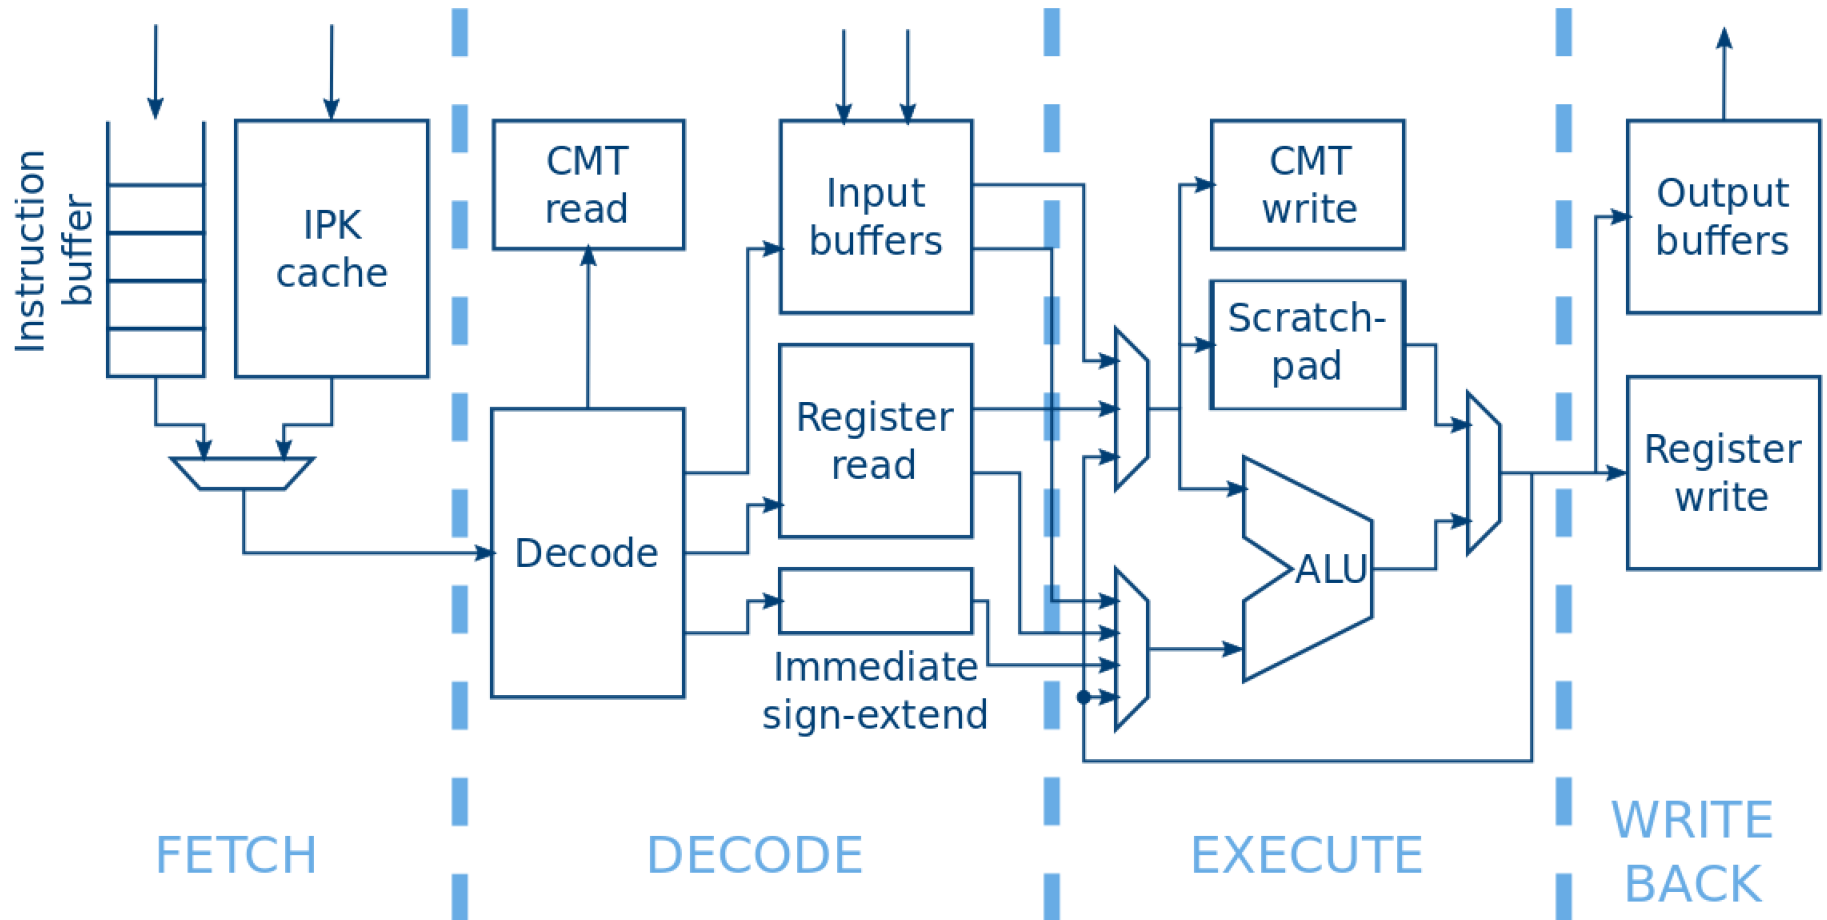 Instruction
buffer
IPK
cache
CMT
read
Decode
Input
buffers
Register
read
Immediate
sign-extend
CMT
write
Scratch-
pad
ALU
Output
buffers
Register
write
FETCH
DECODE
EXECUTE
WRITE
BACK